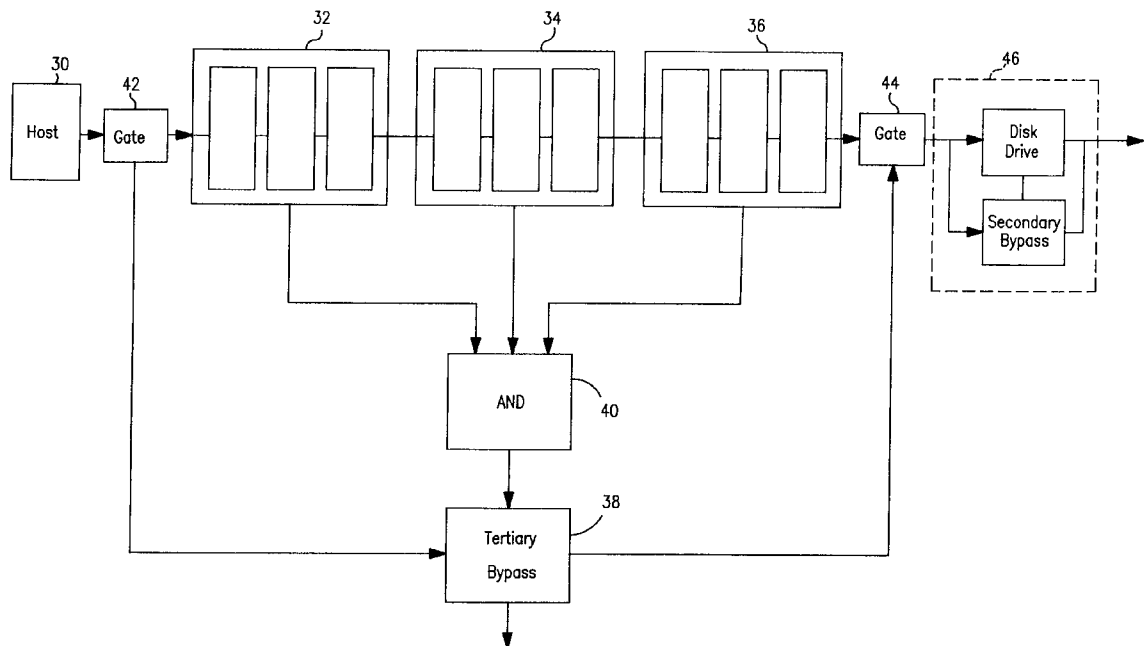 32
34
36
30
42
44
46
Host
Gate
Gate
Disk
Drive
Secondary
Bypass
AND
40
38
Tertiary
Bypass